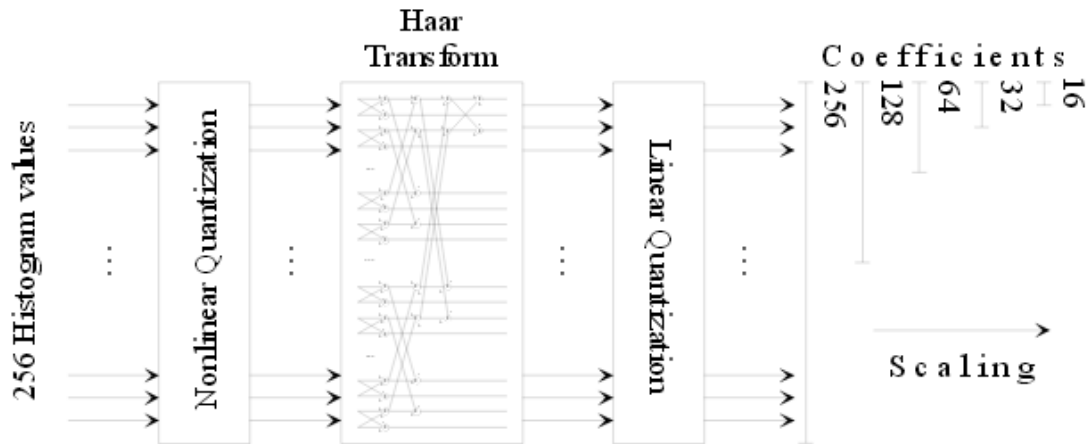 Haar
Transform
Coefficients
256
128
64
32
16
256 Histogram values
Nonlinear Quantization
Linear Quantization
...
...
...
...
Scaling